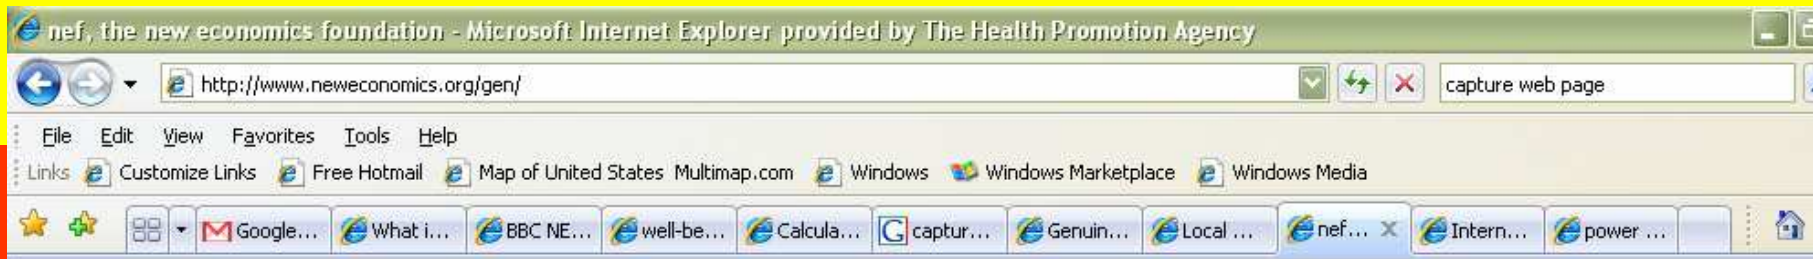 nef, the new economics foundation - Microsoft Internet Explorer provided by The Health Promotion Agency
http://www.neweconomics.org/gen/ capture web page
File Edit View Favorites Tools Help
Links Customize Links Free Hotmail Map of United States Multimap.com Windows Windows Marketplace Windows Media
Google... What i... BBC NE... well-be... Calcula... G captur... Genuin... Local ... nef... Intern... power ...